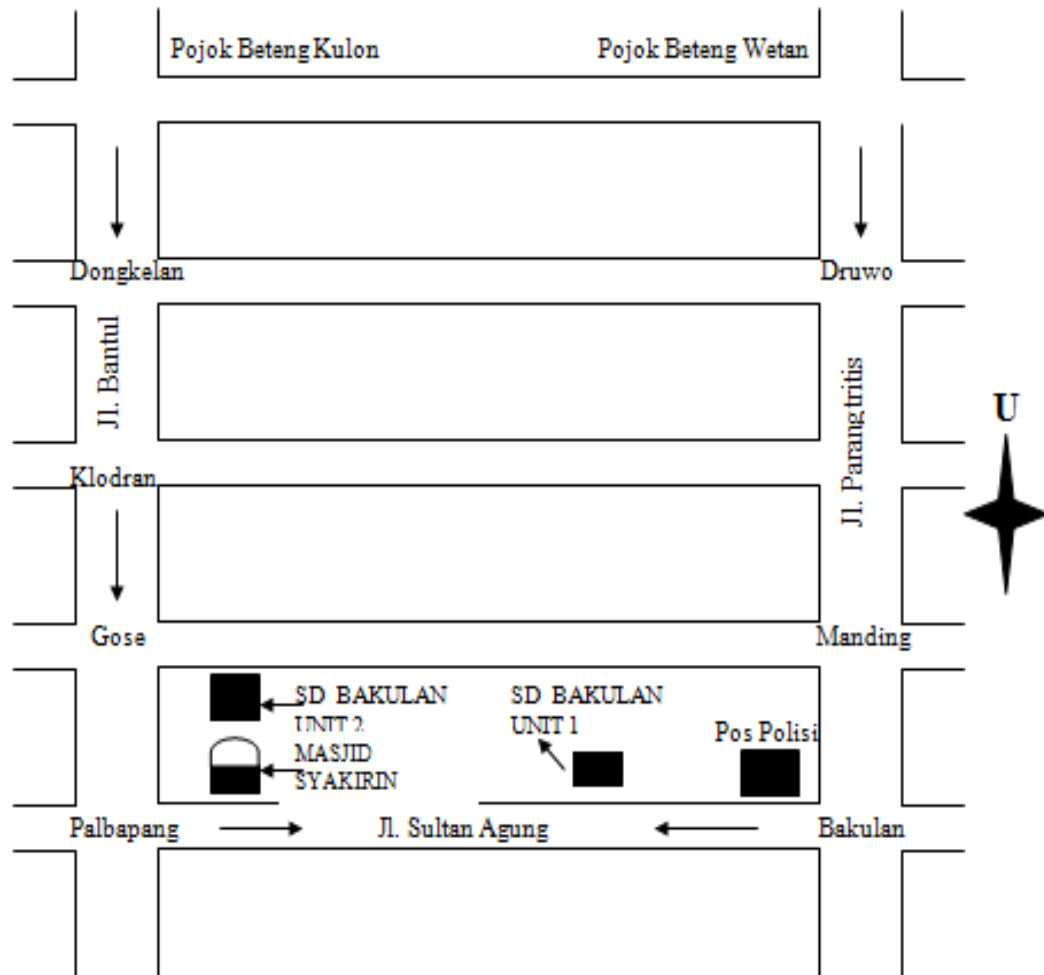 Pojok Beteng Kulon
Pojok Beteng Wetan
Dongkelan
Druwo
Jl. Bantul
Jl. Parangtritis
U
Klodran
Gose
Manding
SD BAKULAN
UNIT 2
MASJID
SYAKIRIN
SD BAKULAN
UNIT 1
Pos Polisi
Palbapang
Jl. Sultan Agung
Bakulan